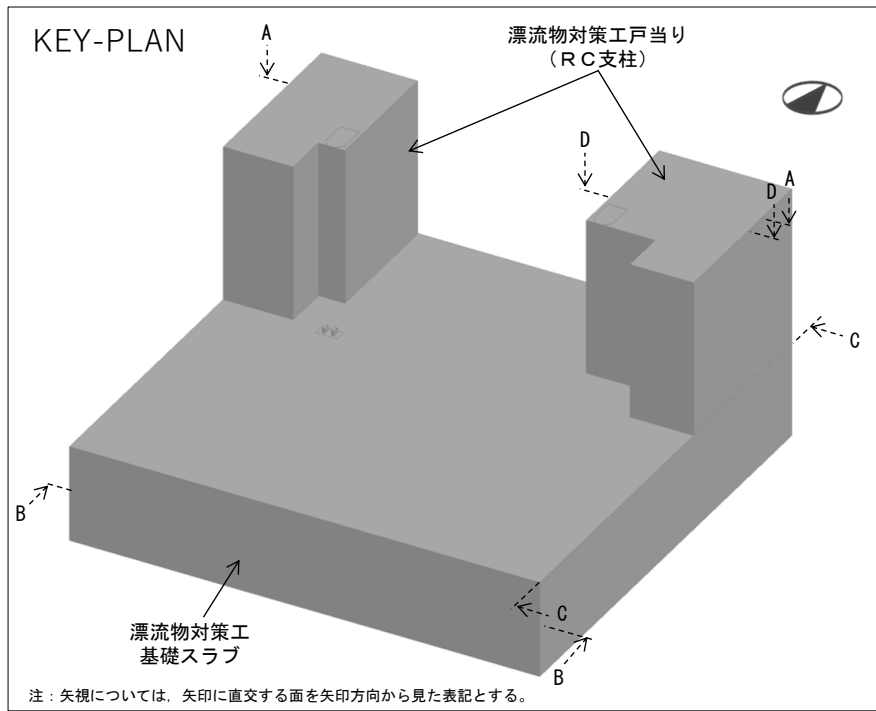 KEY-PLAN
A
漂流物対策工戸当り
(RC支柱)
D
A
D
C
B
C
B
漂流物対策工
基礎スラブ
注:矢視については,矢印に直交する面を矢印方向から見た表記とする。